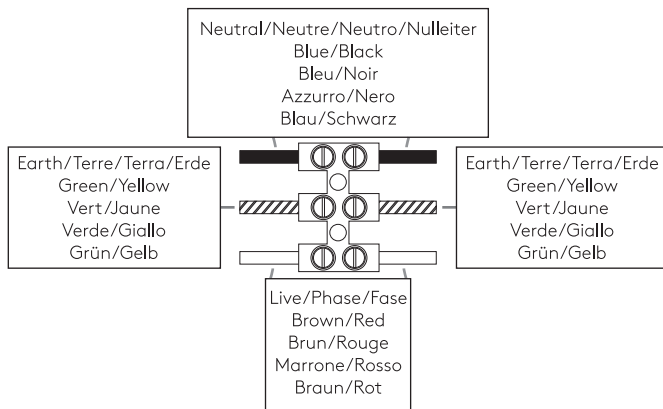 Neutral/Neutre/Neutro/Nulleiter
Blue/Black
Bleu/Noir
Azzurro/Nero
Blau/Schwarz
Earth/Terre/Terra/Erde
Green/Yellow
Vert/Jaune
Verde/Giallo
Grün/Gelb
Earth/Terre/Terra/Erde
Green/Yellow
Vert/Jaune
Verde/Giallo
Grün/Gelb
Live/Phase/Fase
Brown/Red
Brun/Rouge
Marrone/Rosso
Braun/Rot